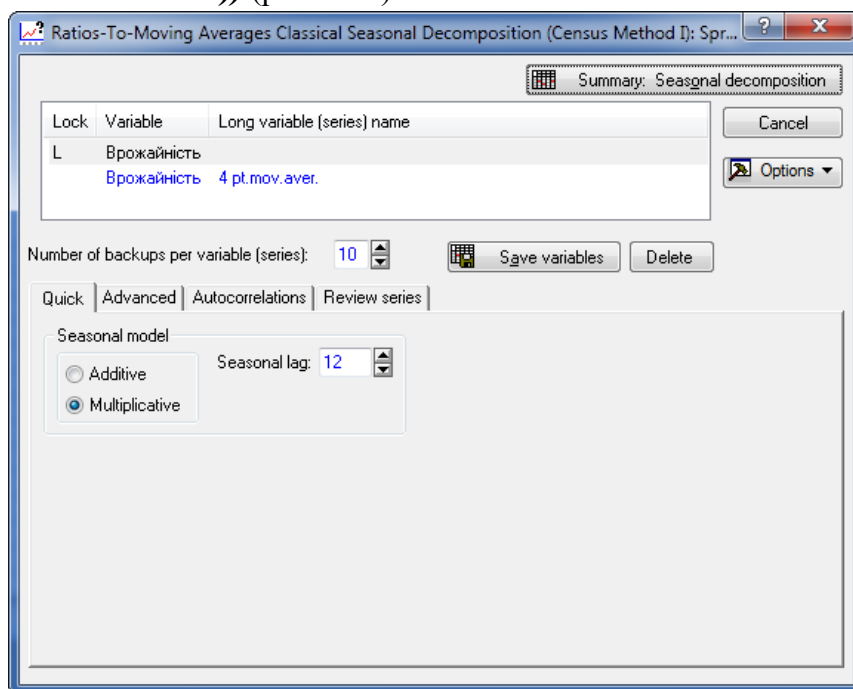 Ratios-To-Moving Averages Classical Seasonal Decomposition (Census Method I): Spr...
Summary: Seasonal decomposition
Lock Variable Long variable (series) name
Cancel
L Врожайність
Врожайність 4 pt.mov.aver.
Options
Number of backups per variable (series): 10
Save variables
Delete
Quick Advanced Autocorrelations Review series
Seasonal model
Additive
Seasonal lag: 12
Multiplicative